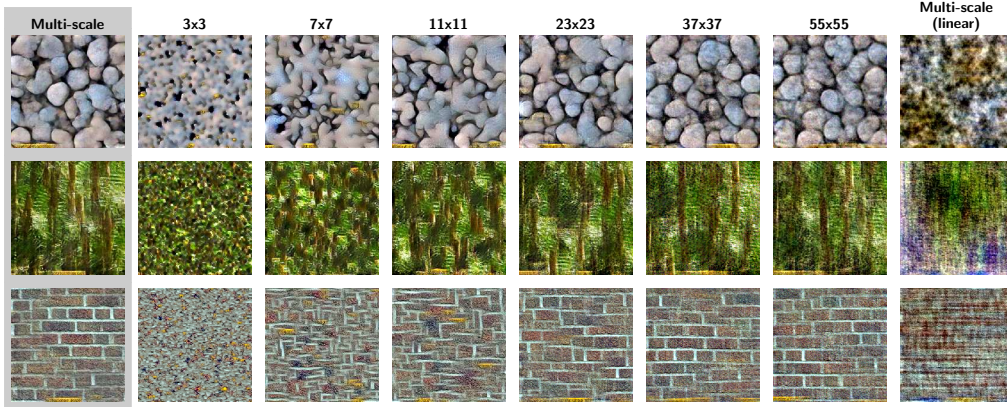 Multi-scale
3x3
7x7
11x11
23x23
37x37
55x55
Multi-scale
(linear)